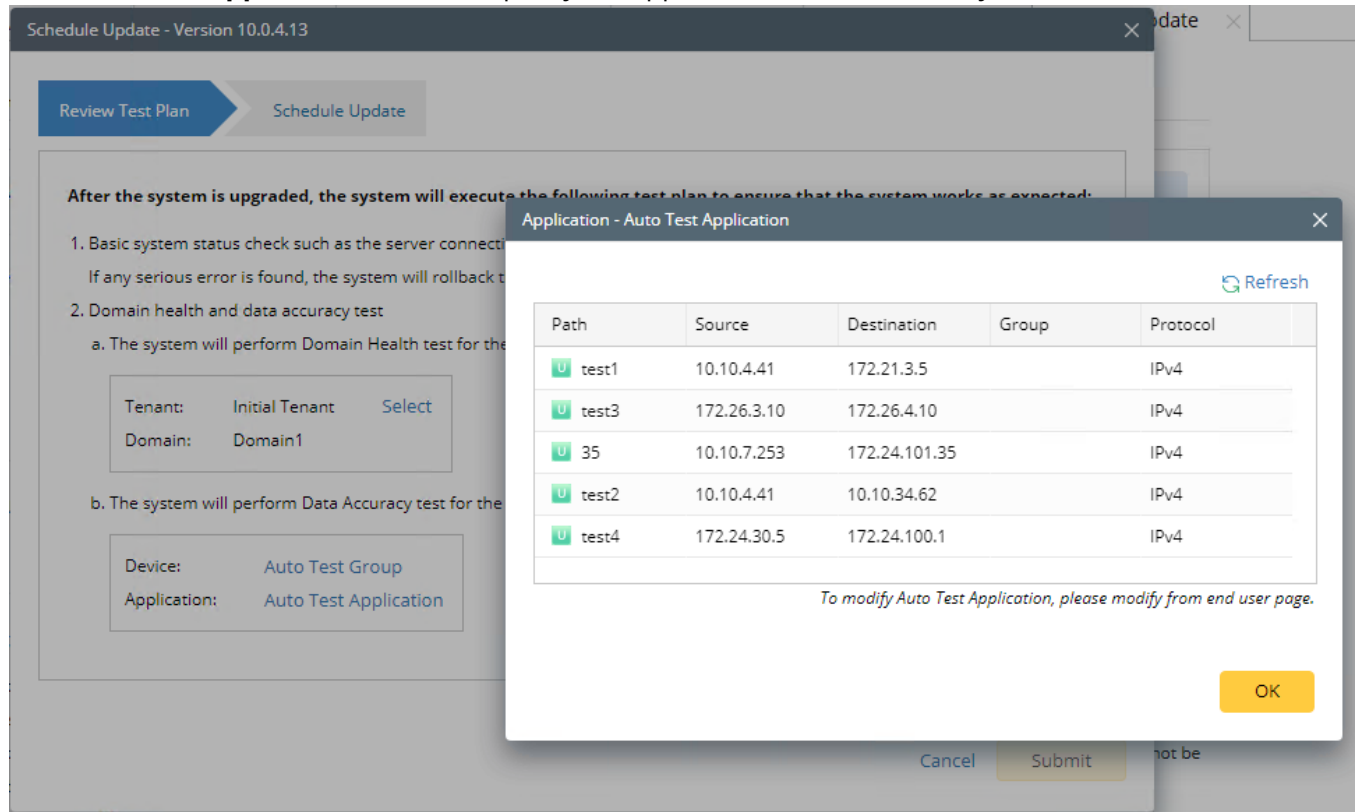 Schedule Update - Version 10.0.4.13
Review Test Plan
Schedule Update
After the system is upgraded, the system will execute the following test plan to ensure that the system works as expected:
1. Basic system status check such as the server connecti
If any serious error is found, the system will rollback t
2. Domain health and data accuracy test
a. The system will perform Domain Health test for the
Tenant: Initial Tenant Select
Domain: Domain1
b. The system will perform Data Accuracy test for the
Device: Auto Test Group
Application: Auto Test Application
Cancel Submit
Application - Auto Test Application
Refresh
Path Source Destination Group Protocol
U test1 10.10.4.41 172.21.3.5 IPv4
U test3 172.26.3.10 172.26.4.10 IPv4
U 35 10.10.7.253 172.24.101.35 IPv4
U test2 10.10.4.41 10.10.34.62 IPv4
U test4 172.24.30.5 172.24.100.1 IPv4
To modify Auto Test Application, please modify from end user page.
OK
pdate
not be